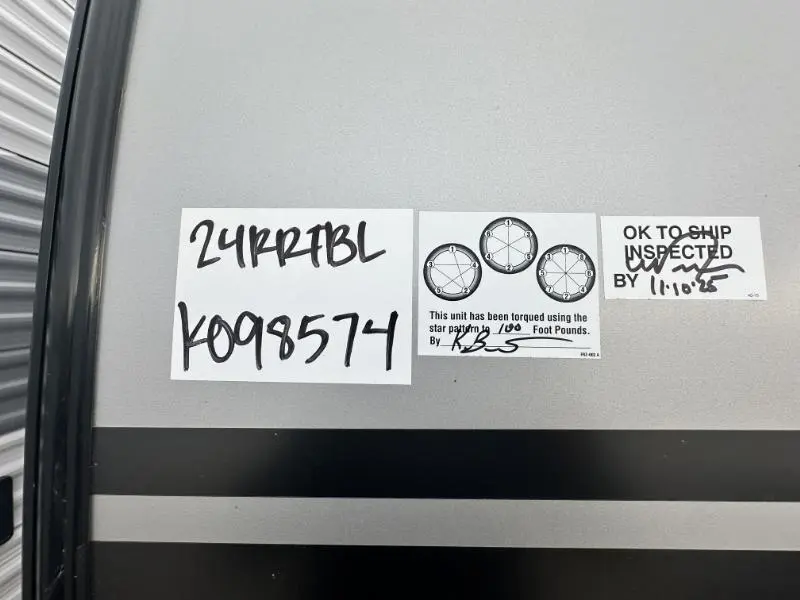 24RRTBL
K098574
This unit has been torqued using the
star pattern to 100 Foot Pounds.
By
OK TO SHIP
INSPECTED
BY 11·10·25